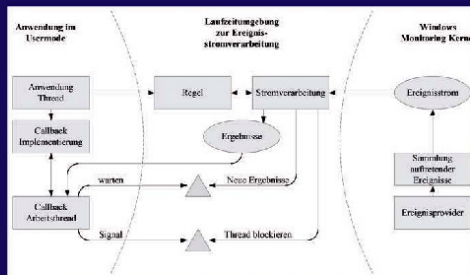 Anwendung im
Usermode
Laufzeitumgebung
zur Ereignis-
stromverarbeitung
Windows
Monitoring Kerne
Anwendung
Thread
Regel
Stromverarbeitung
Ereignisstrom
Callback
Implementierung
Ergebnisse
warten
Neue Ergebnisse
Sammlung
auftretender
Ereignisse
Callback
Arbeitsthread
Ereignisprovider
Signal
Thread blockieren